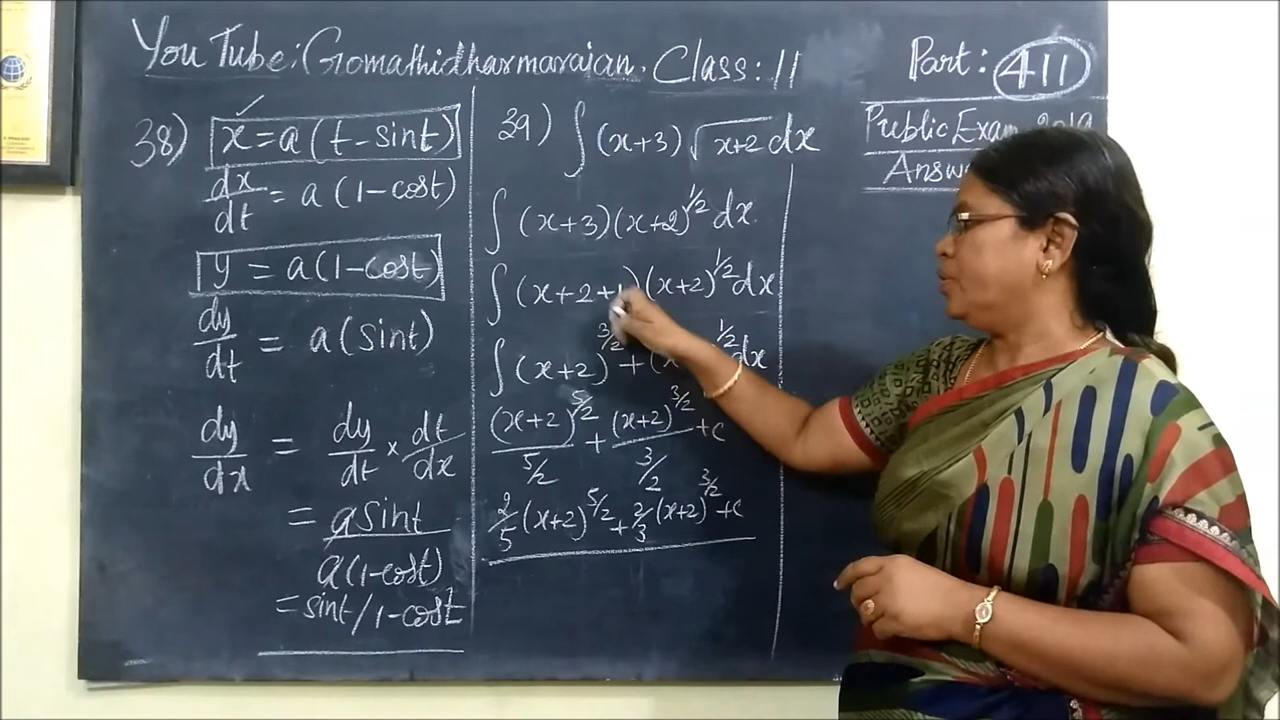 You Tube: Gomathidharmarajan. Class: 11
Part: 411
Public Exam 2019
38) x = a(t - sint)
dx/dt = a(1-cost)
y = a(1-cost)
dy/dt = a(sint)
dy/dx = dy/dt × dt/dx
= asint / a(1-cost)
= sint/1-cost
39) ∫(x+3)√x+2 dx
∫(x+3)(x+2)^1/2 dx.
∫(x+2+1)(x+2)^1/2 dx
∫(x+2)^3/2 + (x 1/2 dx
(x+2)^5/2 / 5/2 + (x+2)^3/2 / 3/2 + c
2/5 (x+2)^5/2 + 2/3 (x+2)^3/2 + c